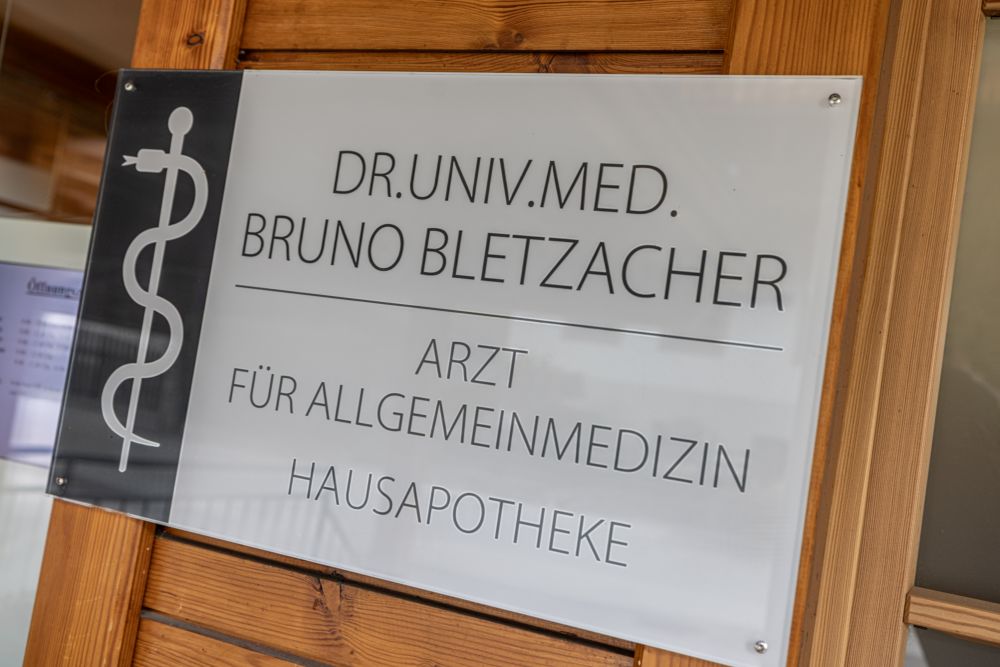 DR.UNIV.MED.
BRUNO BLETZACHER
ARZT
FÜR ALLGEMEINMEDIZIN
HAUSAPOTHEKE